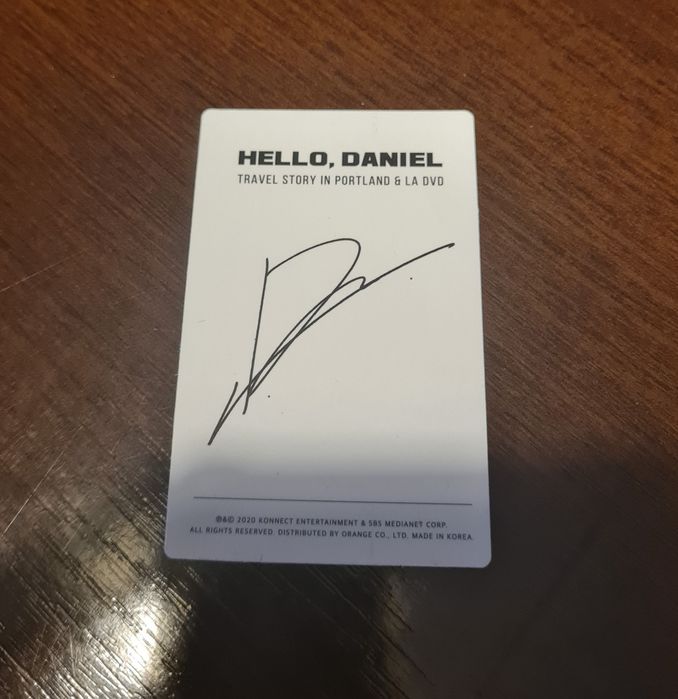 HELLO, DANIEL
TRAVEL STORY IN PORTLAND & LA DVD
℗&© 2020 KONNECT ENTERTAINMENT & SBS MEDIANET CORP.
ALL RIGHTS RESERVED. DISTRIBUTED BY ORANGE CO., LTD. MADE IN KOREA.